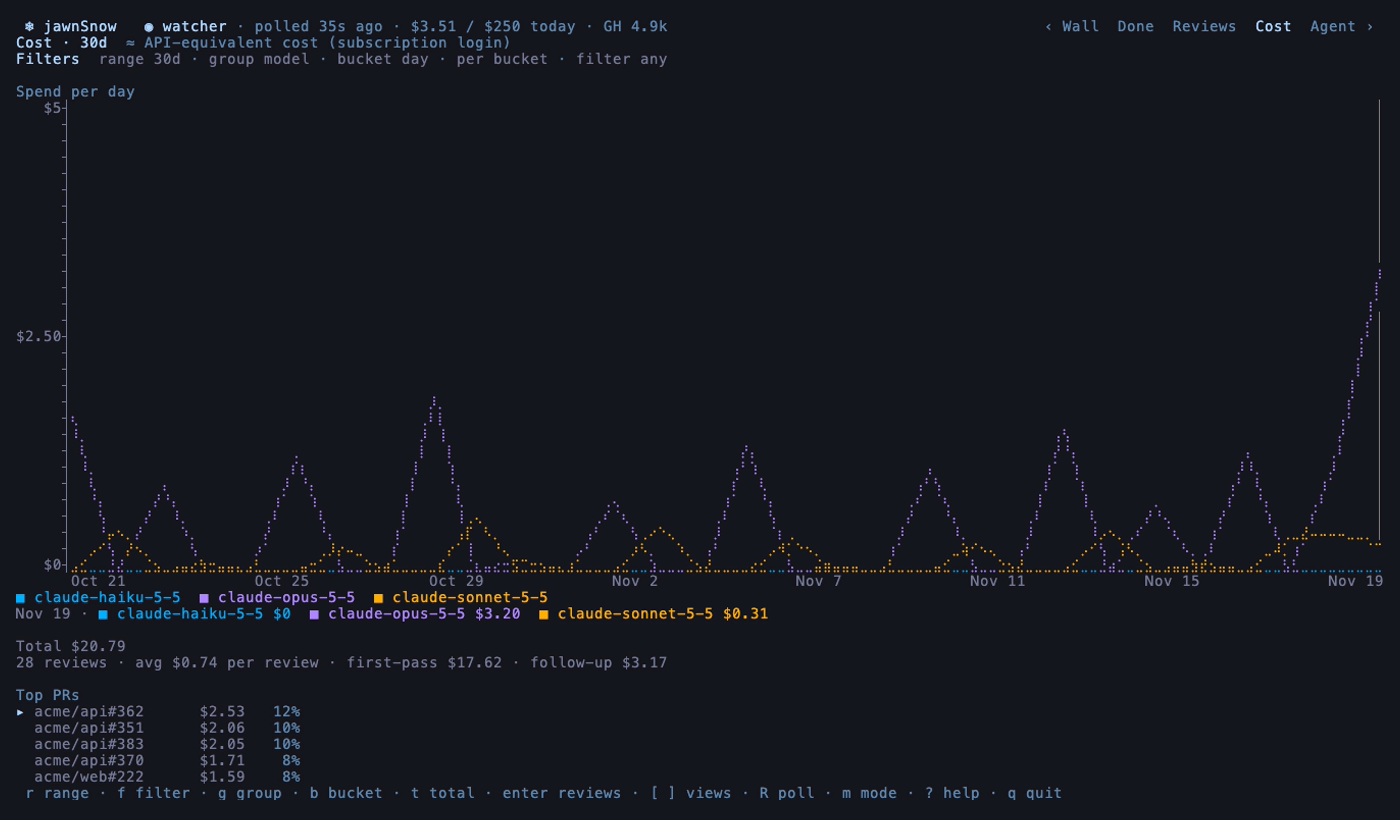 ❄ jawnSnow ◉ watcher · polled 35s ago · $3.51 / $250 today · GH 4.9k ‹ Wall Done Reviews Cost Agent ›
Cost · 30d ≈ API-equivalent cost (subscription login)
Filters range 30d · group model · bucket day · per bucket · filter any
Spend per day
$5
$2.50
$0
Oct 21 Oct 25 Oct 29 Nov 2 Nov 7 Nov 11 Nov 15 Nov 19
■ claude-haiku-5-5 ■ claude-opus-5-5 ■ claude-sonnet-5-5
Nov 19 · ■ claude-haiku-5-5 $0 ■ claude-opus-5-5 $3.20 ■ claude-sonnet-5-5 $0.31
Total $20.79
28 reviews · avg $0.74 per review · first-pass $17.62 · follow-up $3.17
Top PRs
▸ acme/api#362 $2.53 12%
acme/api#351 $2.06 10%
acme/api#383 $2.05 10%
acme/api#370 $1.71 8%
acme/web#222 $1.59 8%
r range · f filter · g group · b bucket · t total · enter reviews · [ ] views · R poll · m mode · ? help · q quit